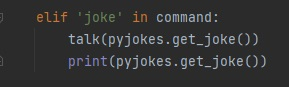 elif 'joke' in command:
talk(pyjokes.get_joke())
print(pyjokes.get_joke())